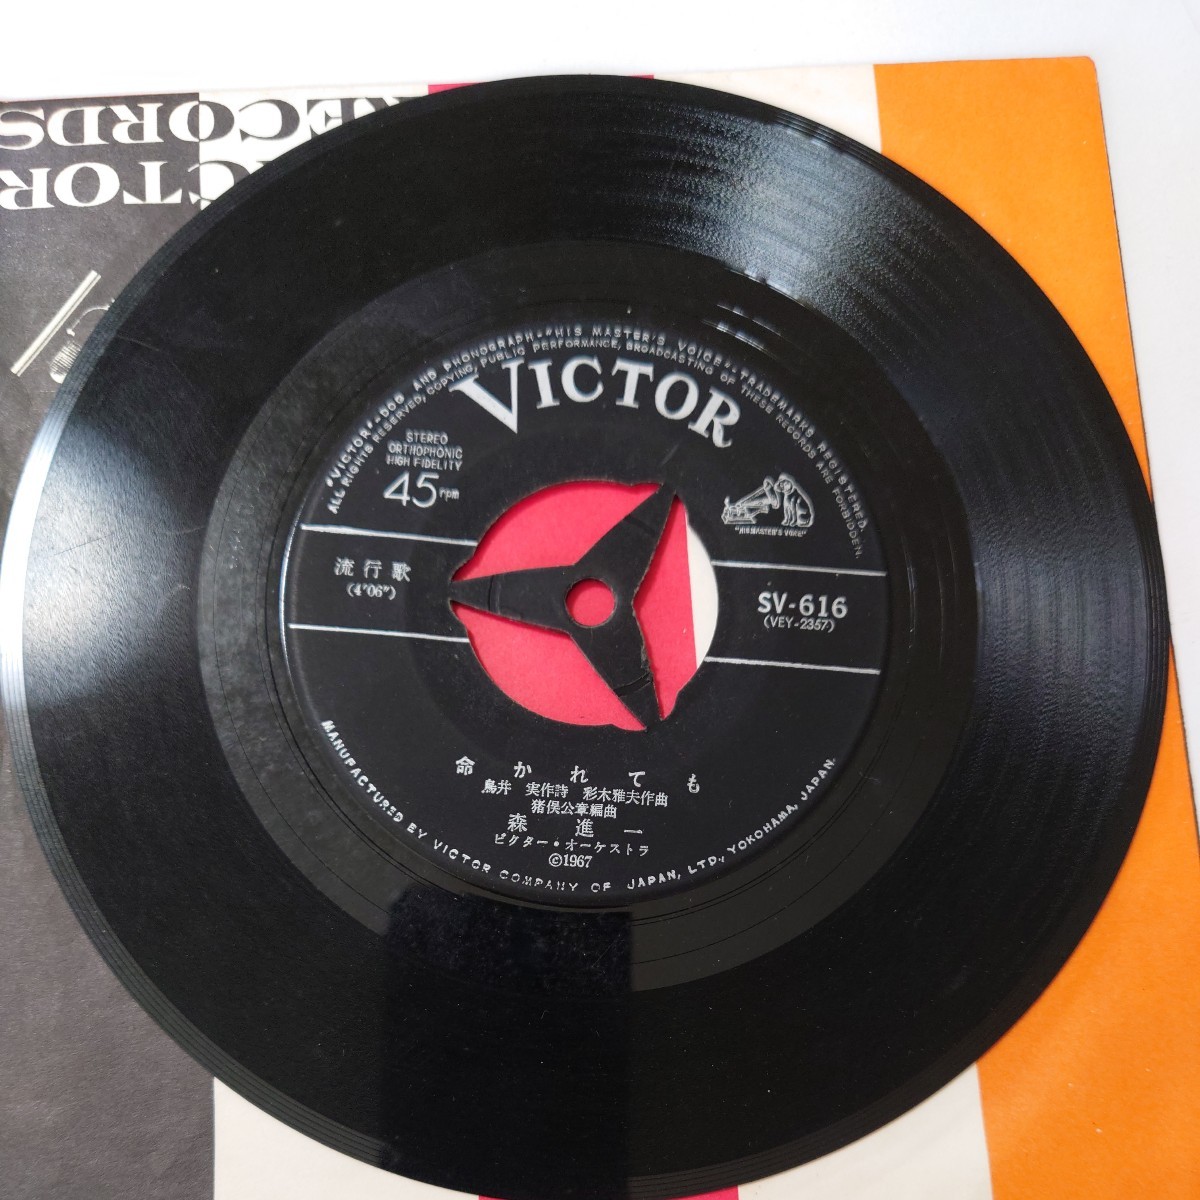 VICTOR
RECORDS
"VICTOR"–DOG AND PHONOGRAPH–"HIS MASTER'S VOICE"–TRADEMARKS REGISTERED.
ALL RIGHTS RESERVED, COPYING, PUBLIC PERFORMANCE, BROADCASTING OF THESE RECORDS ARE FORBIDDEN.
VICTOR
STEREO
ORTHOPHONIC
HIGH FIDELITY
45 rpm
"HIS MASTER'S VOICE"
流行歌
(4'06")
SV-616
(VEY-2357)
命かれても
鳥井 実作詩 彩木雅夫作曲
猪俣公章編曲
森 進一
ビクター・オーケストラ
©1967
MANUFACTURED BY VICTOR COMPANY OF JAPAN, LTD., YOKOHAMA, JAPAN.